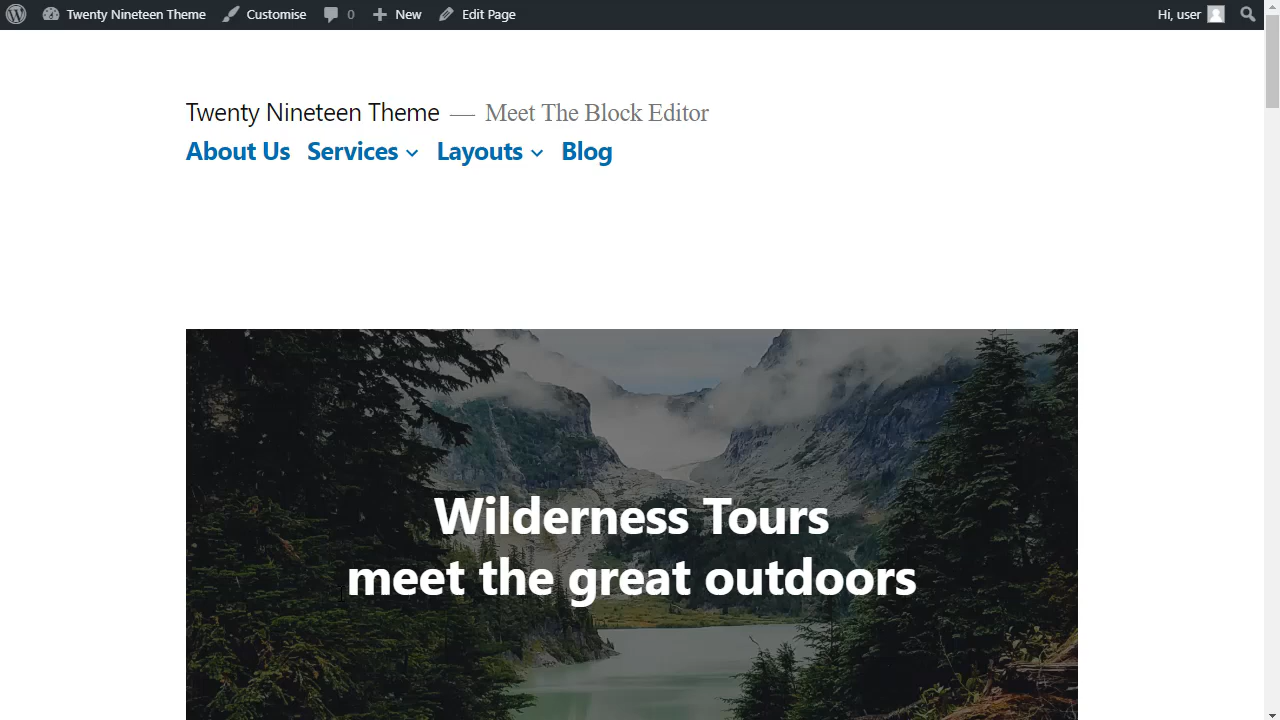 Twenty Nineteen Theme Customise 0 New Edit Page Hi, user
Twenty Nineteen Theme — Meet The Block Editor
About Us Services Layouts Blog
Wilderness Tours
meet the great outdoors